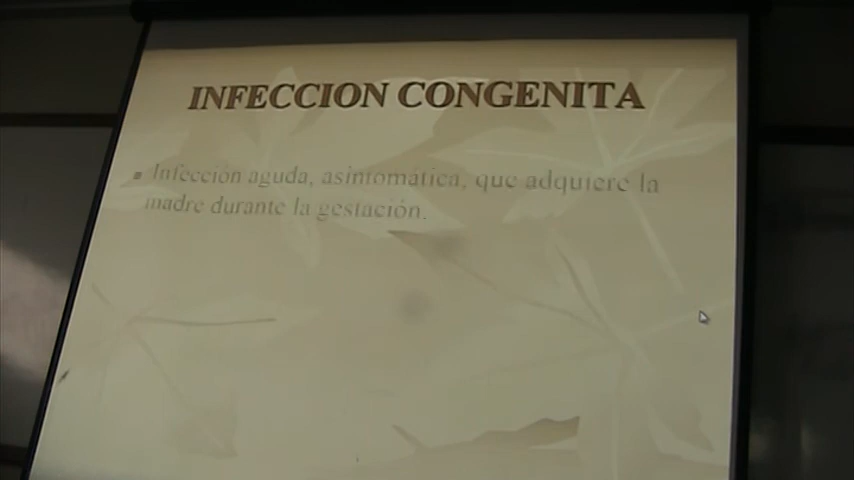 INFECCION CONGENITA
Infección aguda, asintomática, que adquiere la
madre durante la gestación.